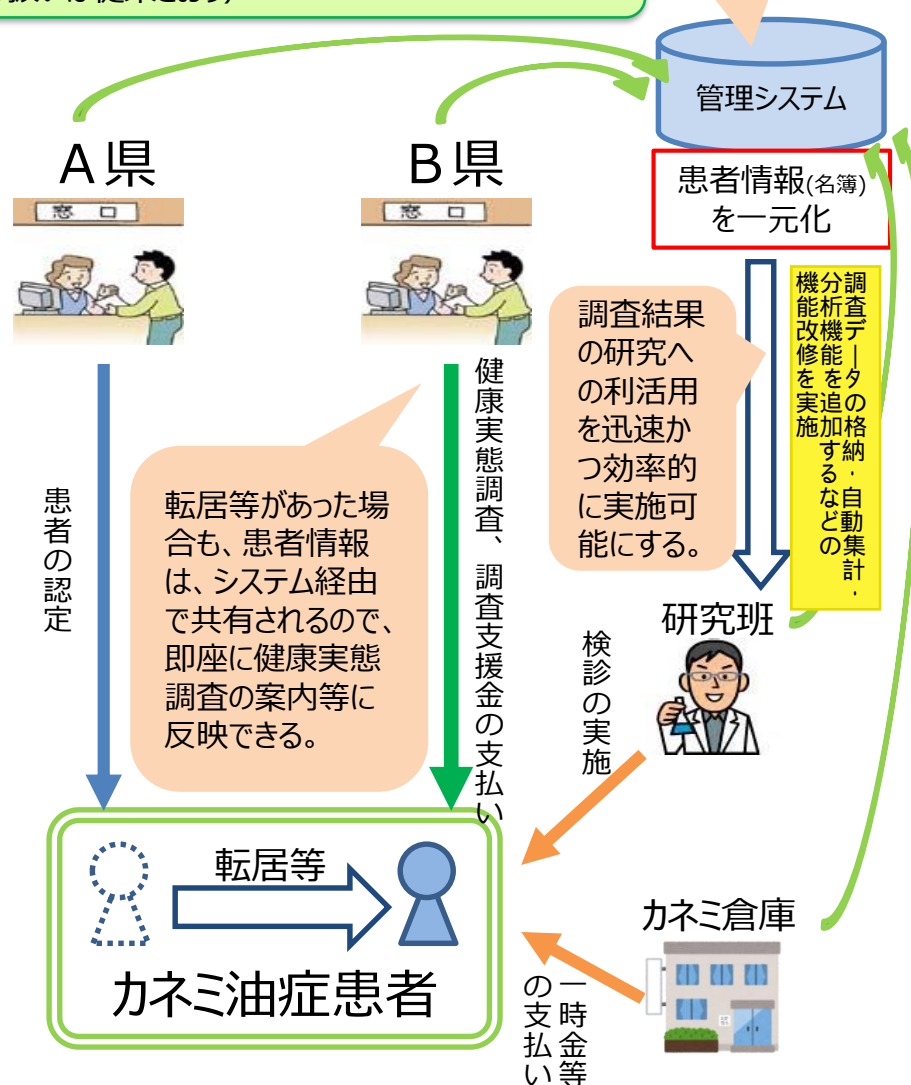 管理システム
患者情報(名簿)
を一元化
A県
窓口
B県
窓口
調査データの格納・自動集計・
分析機能を追加するなどの
機能改修を実施
調査結果
の研究へ
の利活用
を迅速か
つ効率的
に実施可
能にする。
健康実態調査、調査支援金の支払い
患者の認定
転居等があった場
合も、患者情報
は、システム経由
で共有されるので、
即座に健康実態
調査の案内等に
反映できる。
研究班
検診の実施
転居等
カネミ油症患者
カネミ倉庫
一時金等
の支払い